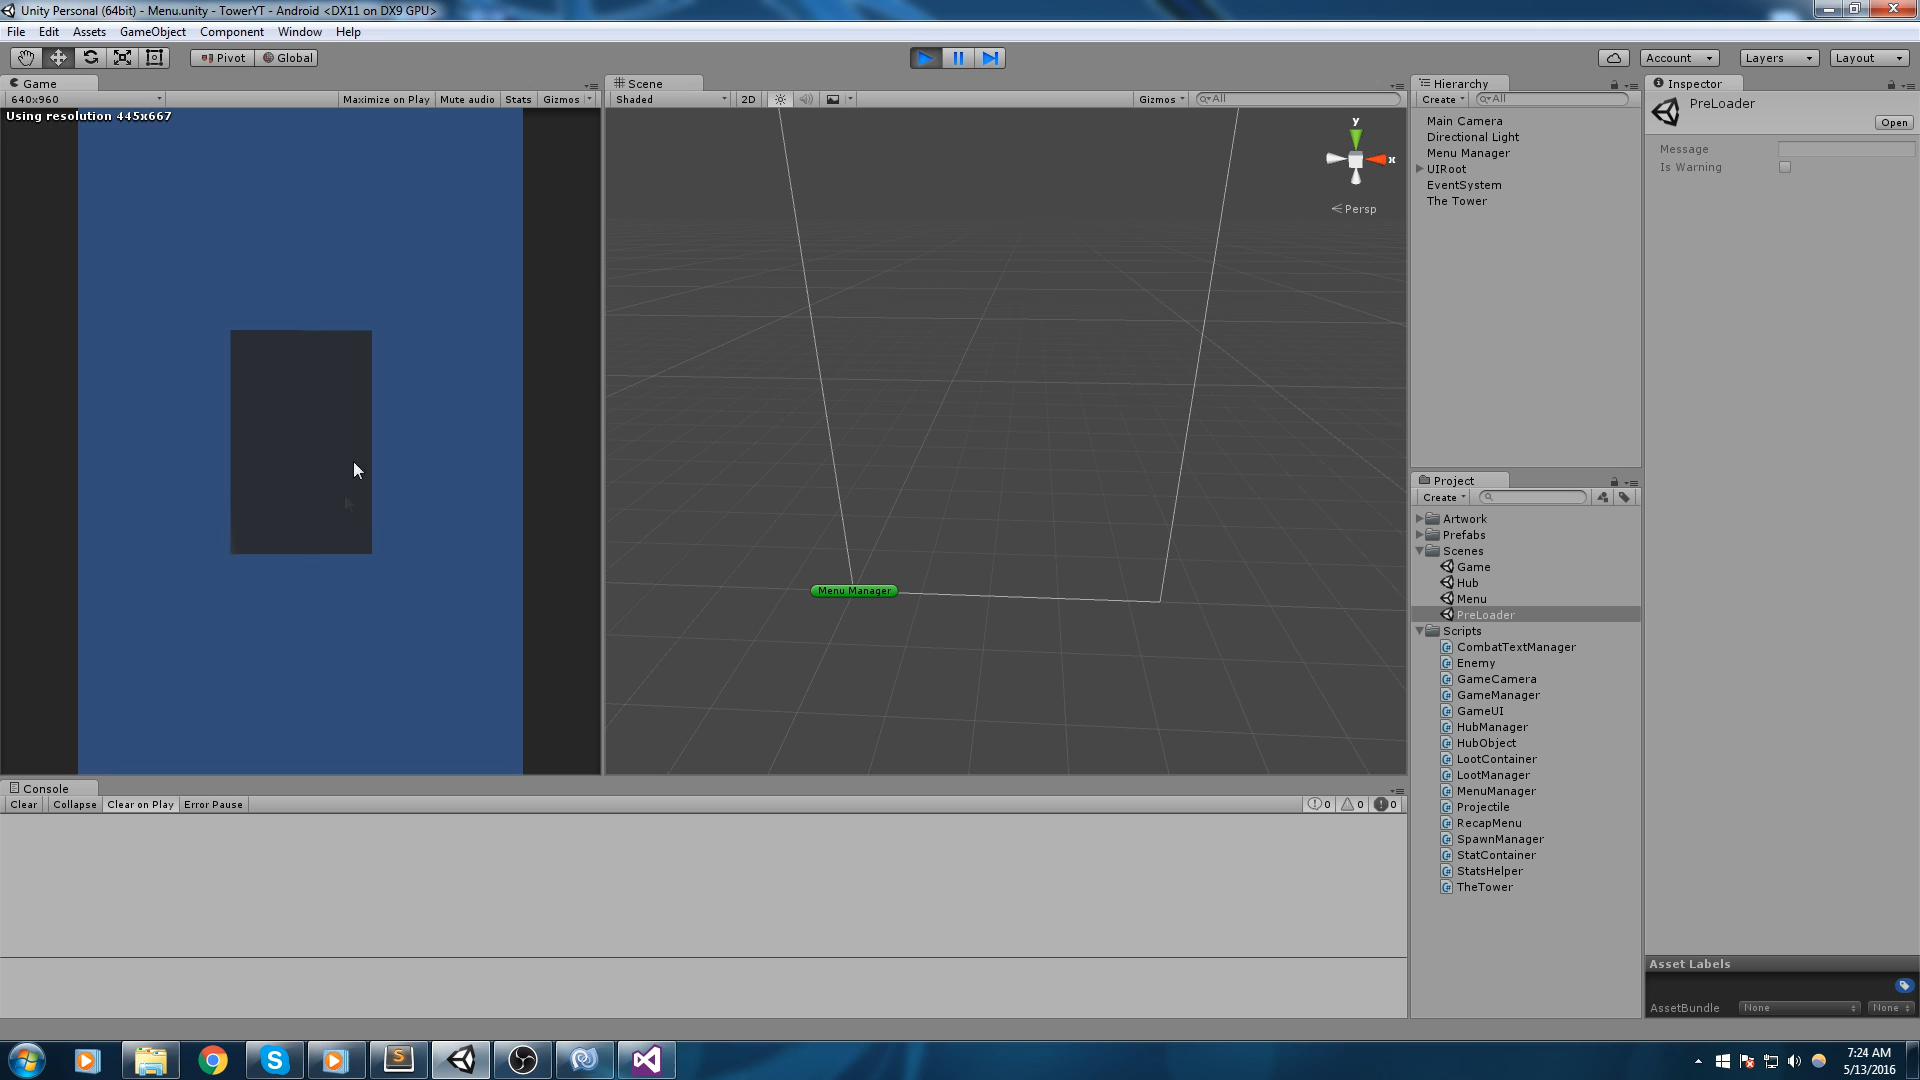 Unity Personal (64bit) - Menu.unity - TowerYT - Android <DX11 on DX9 GPU>
File Edit Assets GameObject Component Window Help
Pivot Global Account Layers Layout
Game Scene Hierarchy Inspector
640x960 Maximize on Play Mute audio Stats Gizmos Shaded 2D Gizmos All Create All
Using resolution 445x667
PreLoader
Open
Message
Is Warning
y
x
Persp
Main Camera
Directional Light
Menu Manager
UIRoot
EventSystem
The Tower
Menu Manager
Project
Create
Artwork
Prefabs
Scenes
Game
Hub
Menu
PreLoader
Scripts
CombatTextManager
Enemy
GameCamera
GameManager
GameUI
HubManager
HubObject
LootContainer
LootManager
MenuManager
Projectile
RecapMenu
SpawnManager
StatContainer
StatsHelper
TheTower
Console
Clear Collapse Clear on Play Error Pause 0 0 0
Asset Labels
AssetBundle None None
7:24 AM
5/13/2016